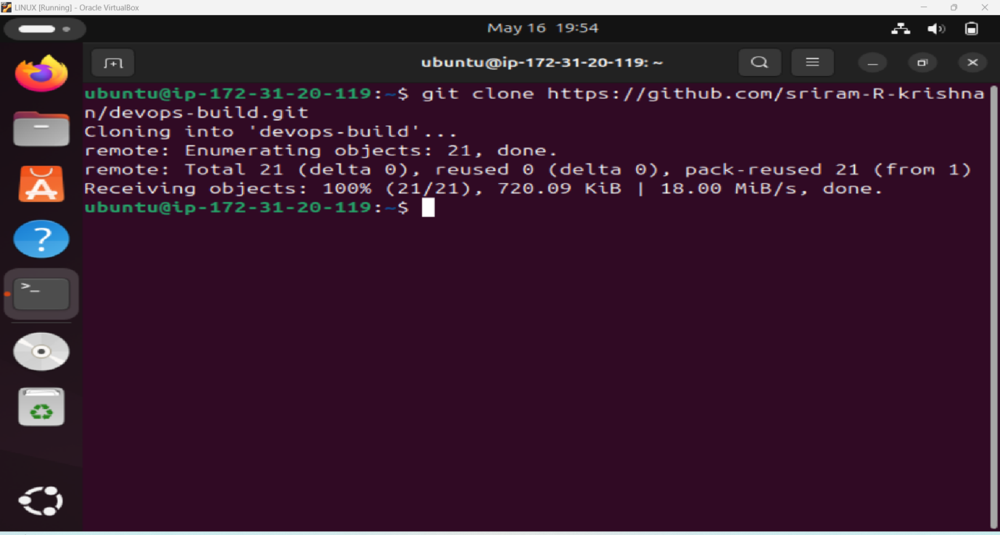 LINUX [Running] - Oracle VirtualBox
May 16 19:54
ubuntu@ip-172-31-20-119: ~
ubuntu@ip-172-31-20-119:~$ git clone https://github.com/sriram-R-krishna
n/devops-build.git
Cloning into 'devops-build'...
remote: Enumerating objects: 21, done.
remote: Total 21 (delta 0), reused 0 (delta 0), pack-reused 21 (from 1)
Receiving objects: 100% (21/21), 720.09 KiB | 18.00 MiB/s, done.
ubuntu@ip-172-31-20-119:~$